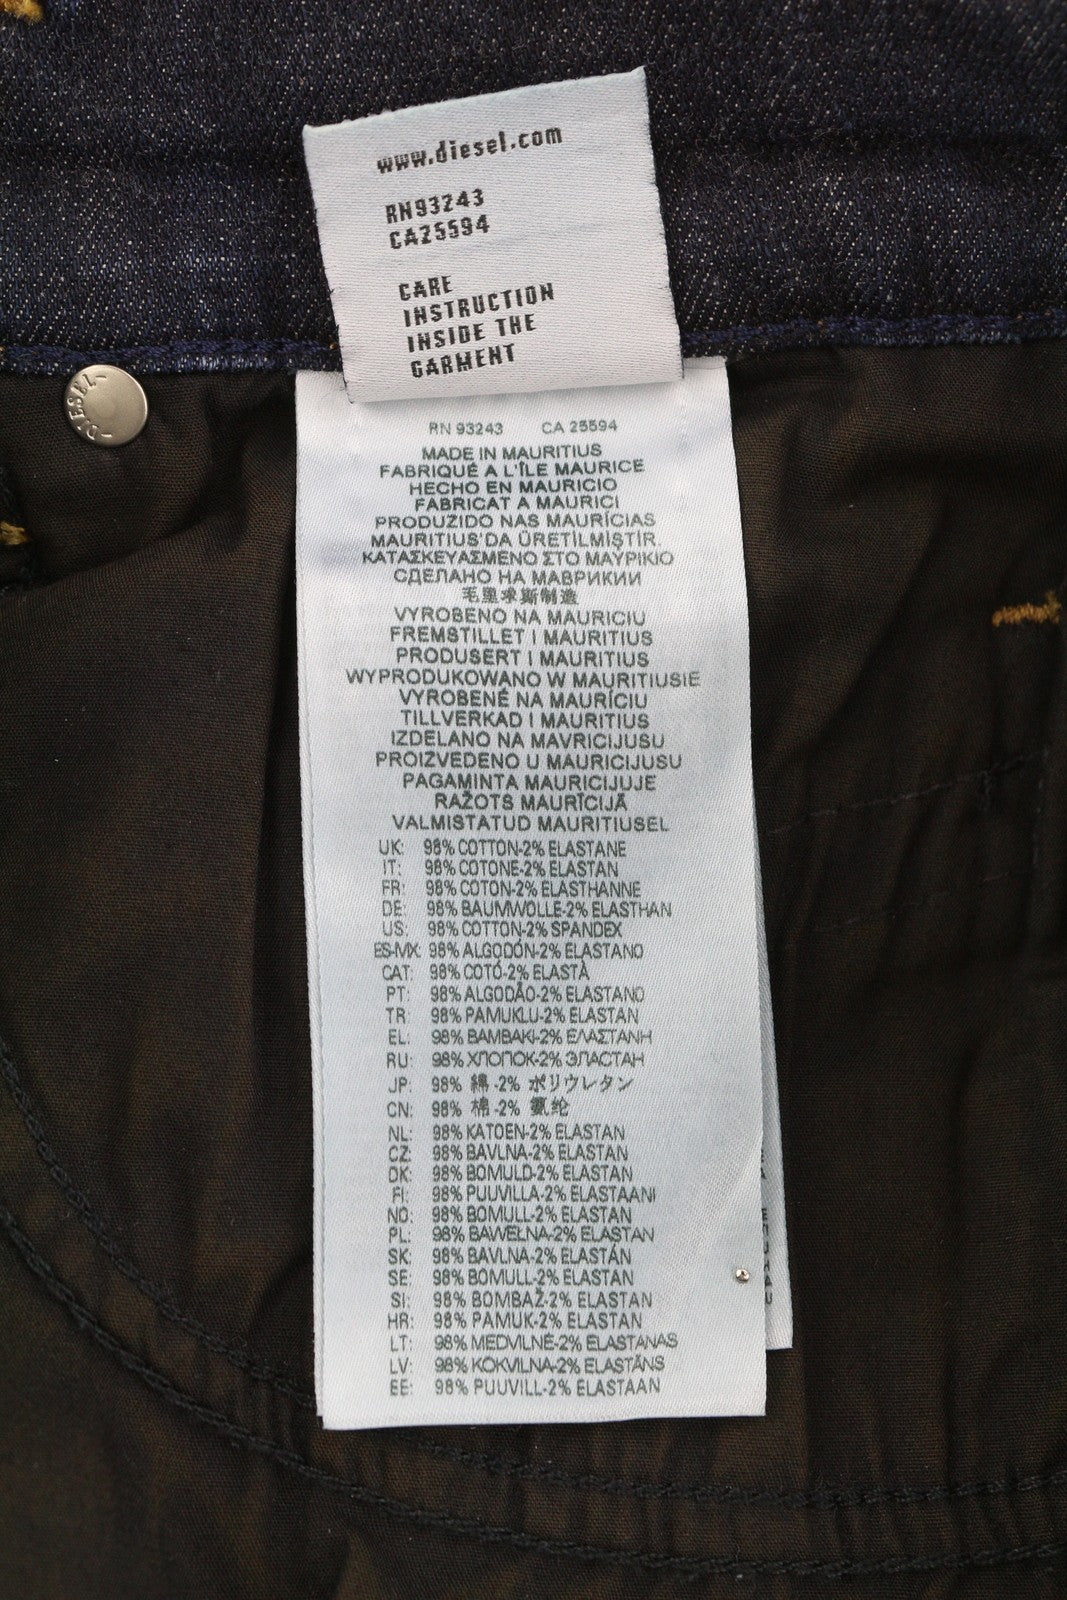 www.diesel.com
RN93243
CA25594
CARE
INSTRUCTION
INSIDE THE
GARMENT
DIESEL
RN 93243 CA 25594
MADE IN MAURITIUS
FABRIQUÉ A L'ÎLE MAURICE
HECHO EN MAURICIO
FABRICAT A MAURICI
PRODUZIDO NAS MAURÍCIAS
MAURITIUS'DA ÜRETİLMİŞTİR.
ΚΑΤΑΣΚΕΥΑΣΜΕΝΟ ΣΤΟ ΜΑΥΡΙΚΙΟ
СДЕЛАНО НА МАВРИКИИ
毛里求斯制造
VYROBENO NA MAURICIU
FREMSTILLET I MAURITIUS
PRODUSERT I MAURITIUS
WYPRODUKOWANO W MAURITIUSIE
VYROBENÉ NA MAURÍCIU
TILLVERKAD I MAURITIUS
IZDELANO NA MAVRICIJUSU
PROIZVEDENO U MAURICIJUSU
PAGAMINTA MAURICIJUJE
RAŽOTS MAURĪCIJĀ
VALMISTATUD MAURITIUSEL
UK: 98% COTTON-2% ELASTANE
IT: 98% COTONE-2% ELASTAN
FR: 98% COTON-2% ELASTHANNE
DE: 98% BAUMWOLLE-2% ELASTHAN
US: 98% COTTON-2% SPANDEX
ES-MX: 98% ALGODÓN-2% ELASTANO
CAT: 98% COTÓ-2% ELASTÀ
PT: 98% ALGODÃO-2% ELASTANO
TR: 98% PAMUKLU-2% ELASTAN
EL: 98% ΒΑΜΒΑΚΙ-2% ΕΛΑΣΤΑΝΗ
RU: 98% ХЛОПОК-2% ЭЛАСТАН
JP: 98% 綿 -2% ポリウレタン
CN: 98% 棉 -2% 氨纶
NL: 98% KATOEN-2% ELASTAN
CZ: 98% BAVLNA-2% ELASTAN
DK: 98% BOMULD-2% ELASTAN
FI: 98% PUUVILLA-2% ELASTAANI
NO: 98% BOMULL-2% ELASTAN
PL: 98% BAWEŁNA-2% ELASTAN
SK: 98% BAVLNA-2% ELASTÁN
SE: 98% BOMULL-2% ELASTAN
SI: 98% BOMBAŽ-2% ELASTAN
HR: 98% PAMUK-2% ELASTAN
LT: 98% MEDVILNĖ-2% ELASTANAS
LV: 98% KOKVILNA-2% ELASTĀNS
EE: 98% PUUVILL-2% ELASTAAN